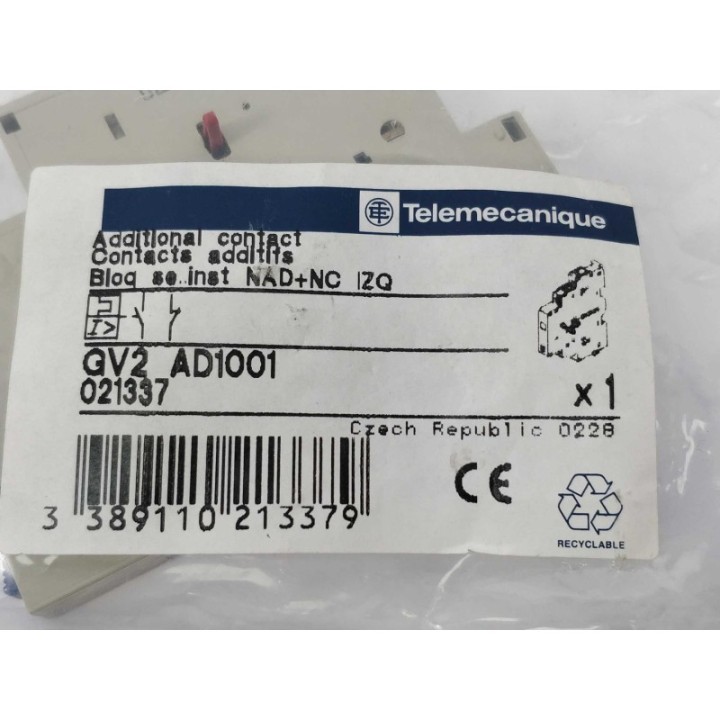 Telemecanique
Additional contact
Contacts additifs
Bloq se..inst NAD+NC IZQ
I>
GV2 AD1001
021337
x 1
Czech Republic 0228
CE
3 389110 213379
RECYCLABLE